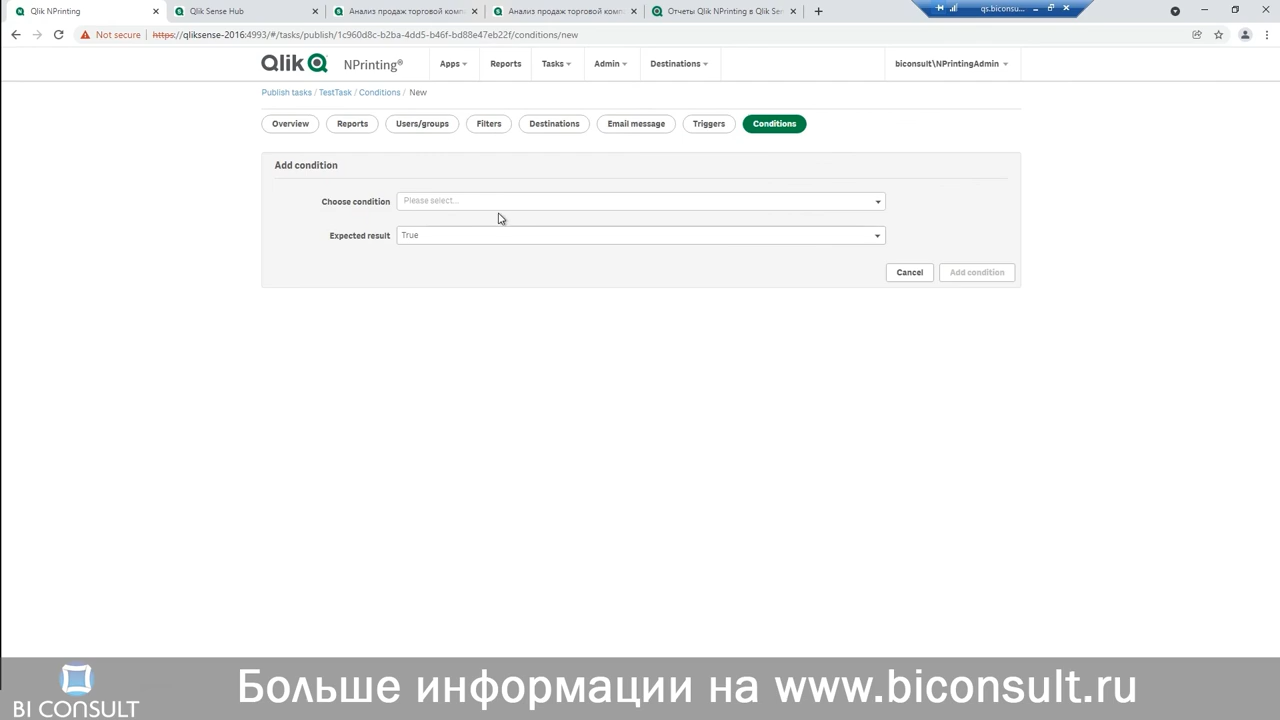 Qlik NPrinting
Qlik Sense Hub
Анализ продаж торговой комп
Анализ продаж торговой комп
Отчеты Qlik NPrinting в Qlik Se
qs.biconsu...
Not secure
https://qliksense-2016:4993/#/tasks/publish/1c960d8c-b2ba-4dd5-b46f-bd88e47eb22f/conditions/new
Qlik NPrinting®
Apps
Reports
Tasks
Admin
Destinations
biconsult\NPrintingAdmin
Publish tasks / TestTask / Conditions / New
Overview
Reports
Users/groups
Filters
Destinations
Email message
Triggers
Conditions
Add condition
Choose condition
Please select...
Expected result
True
Cancel
Add condition
BI CONSULT
Больше информации на www.biconsult.ru